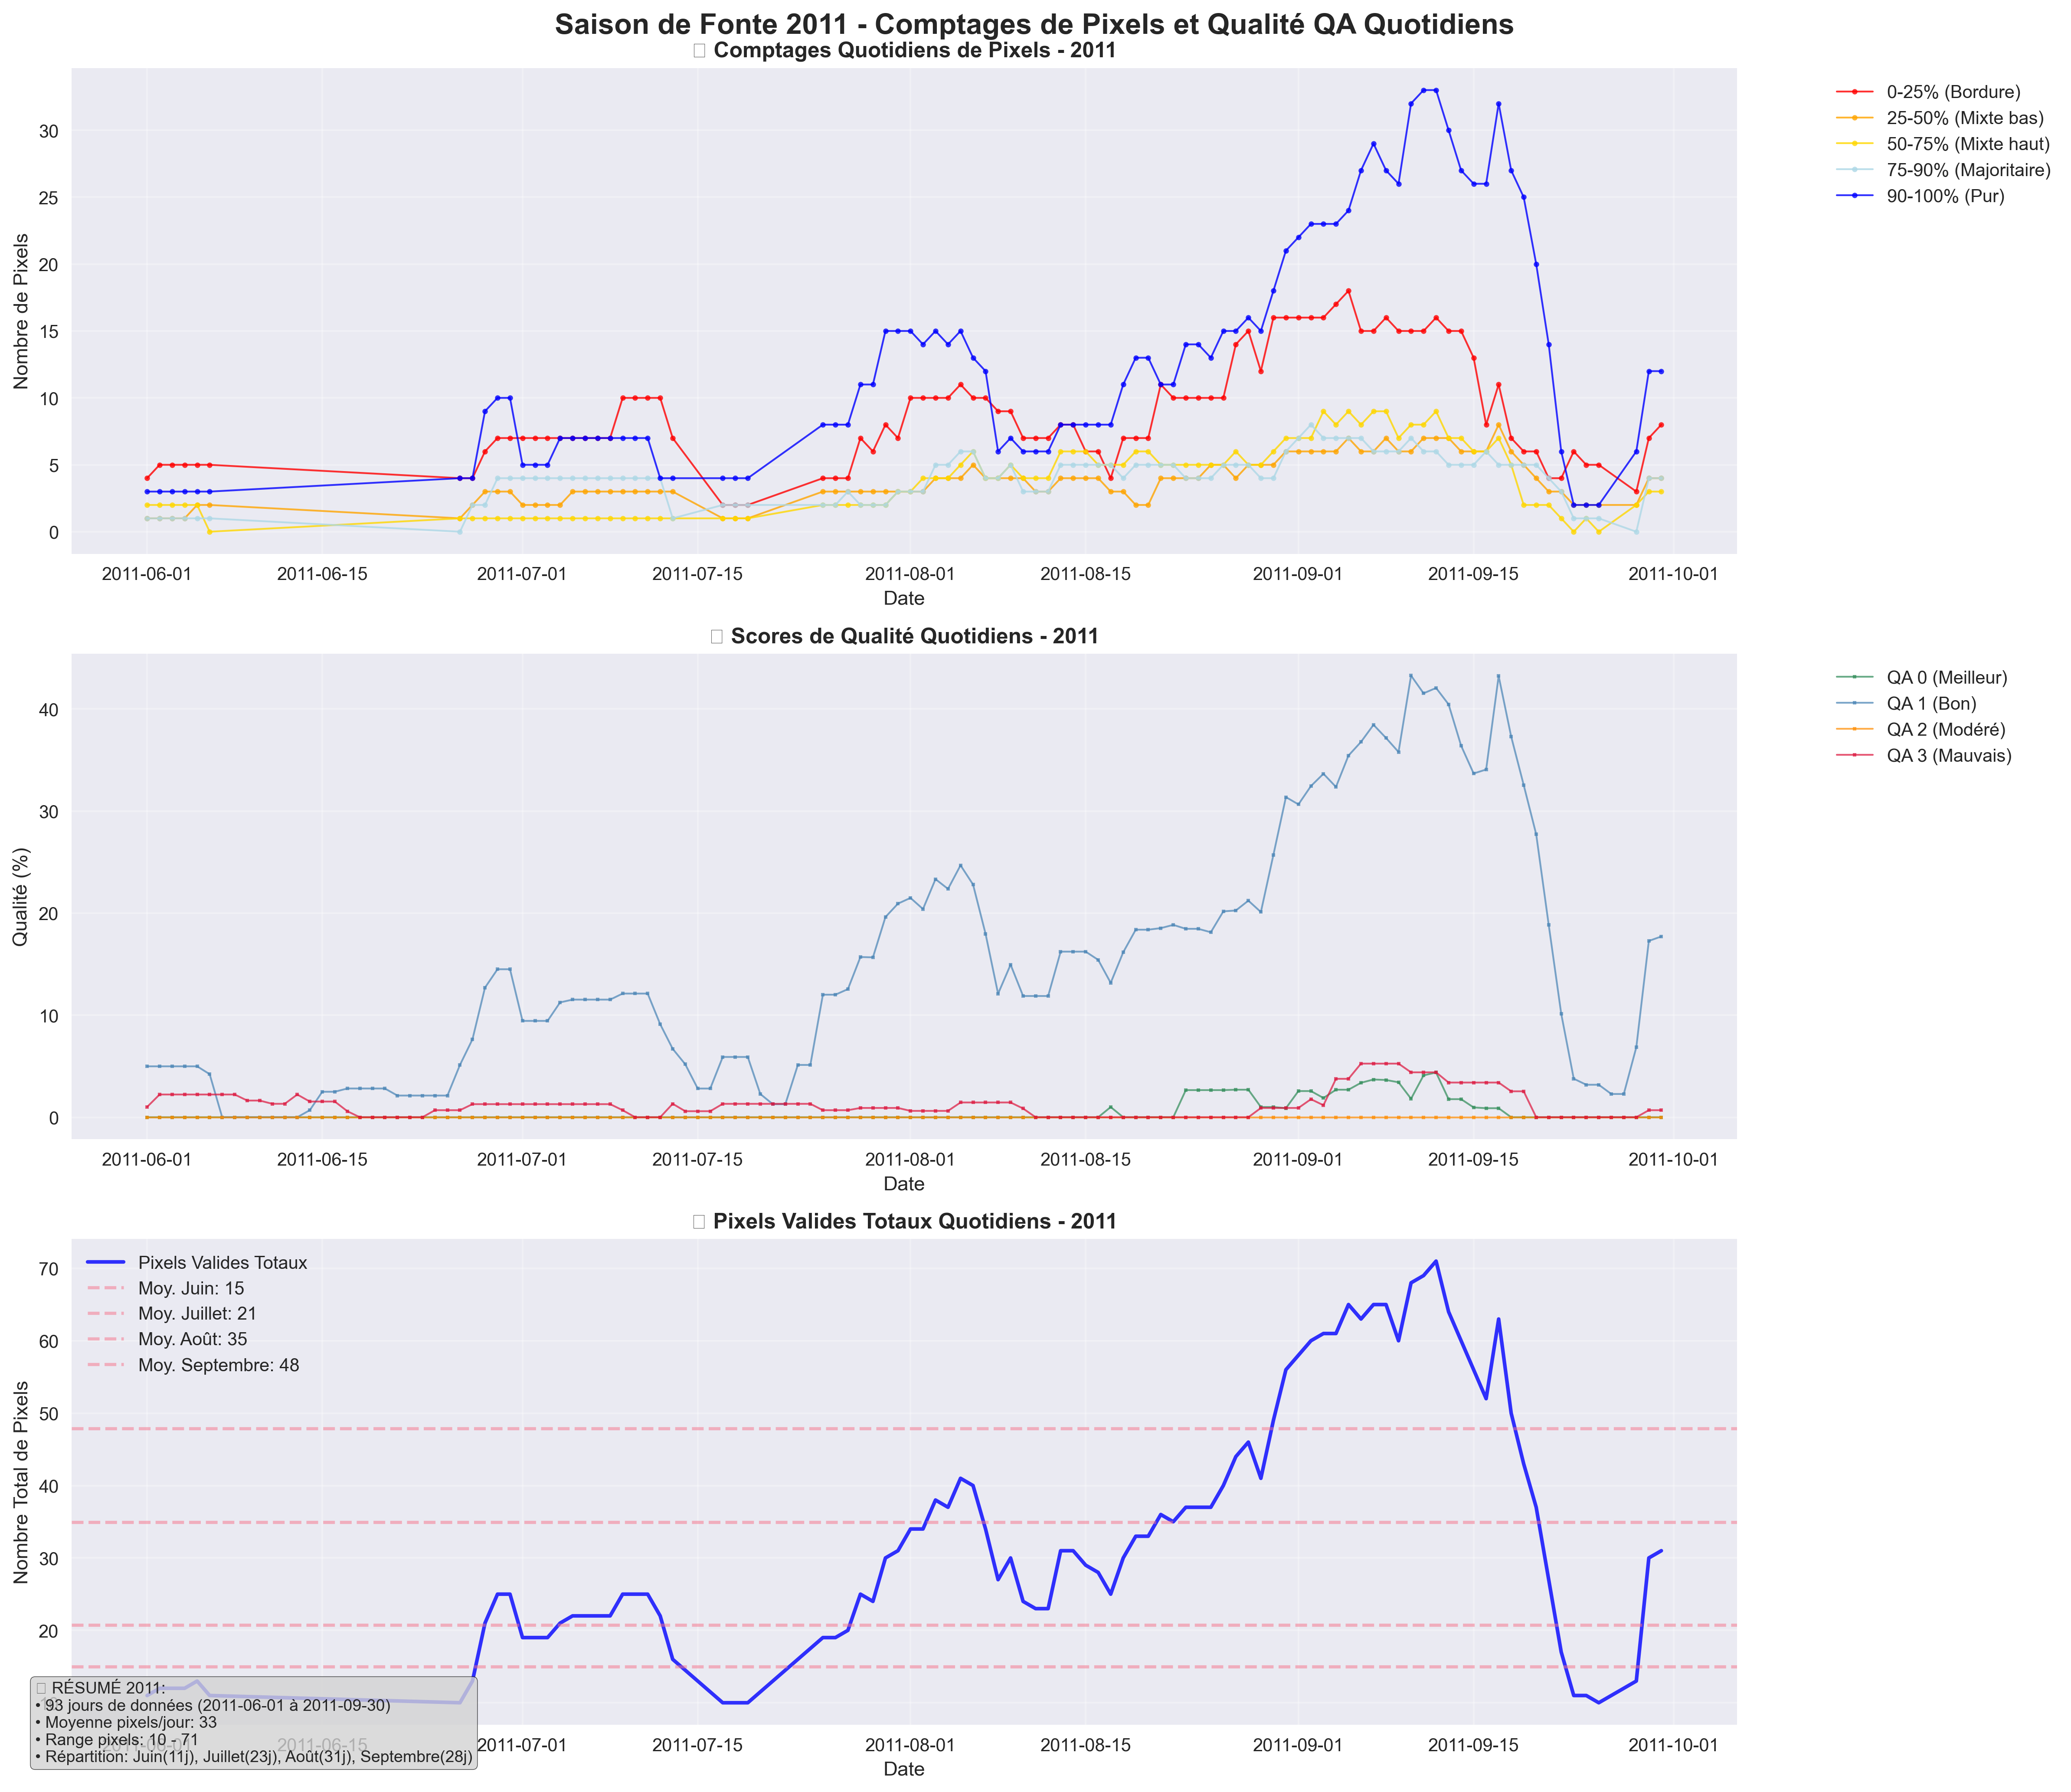 Saison de Fonte 2011 - Comptages de Pixels et Qualité QA Quotidiens
Comptages Quotidiens de Pixels - 2011
Nombre de Pixels
30
25
20
15
10
5
0
2011-06-01 2011-06-15 2011-07-01 2011-07-15 2011-08-01 2011-08-15 2011-09-01 2011-09-15 2011-10-01
Date
0-25% (Bordure)
25-50% (Mixte bas)
50-75% (Mixte haut)
75-90% (Majoritaire)
90-100% (Pur)
Scores de Qualité Quotidiens - 2011
Qualité (%)
40
30
20
10
0
2011-06-01 2011-06-15 2011-07-01 2011-07-15 2011-08-01 2011-08-15 2011-09-01 2011-09-15 2011-10-01
Date
QA 0 (Meilleur)
QA 1 (Bon)
QA 2 (Modéré)
QA 3 (Mauvais)
Pixels Valides Totaux Quotidiens - 2011
Nombre Total de Pixels
70
60
50
40
30
20
Pixels Valides Totaux
Moy. Juin: 15
Moy. Juillet: 21
Moy. Août: 35
Moy. Septembre: 48
RÉSUMÉ 2011:
• 93 jours de données (2011-06-01 à 2011-09-30)
• Moyenne pixels/jour: 33
• Range pixels: 10 - 71
• Répartition: Juin(11j), Juillet(23j), Août(31j), Septembre(28j)
2011-06-01 2011-06-15 2011-07-01 2011-07-15 2011-08-01 2011-08-15 2011-09-01 2011-09-15 2011-10-01
Date